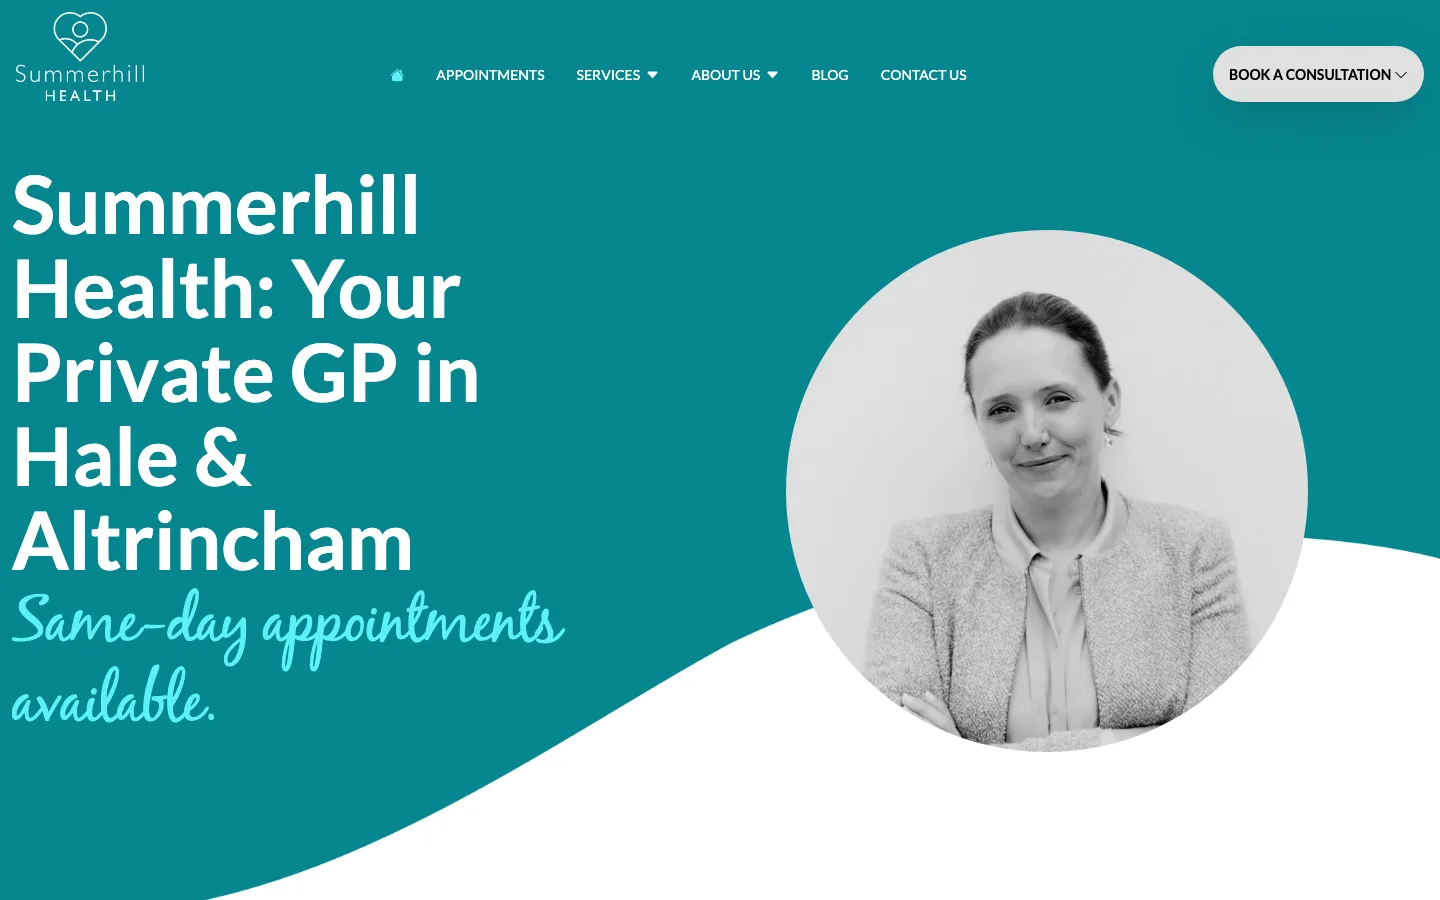 Summerhill
HEALTH
APPOINTMENTS
SERVICES
ABOUT US
BLOG
CONTACT US
BOOK A CONSULTATION
Summerhill
Health: Your
Private GP in
Hale &
Altrincham
Same-day appointments
available.